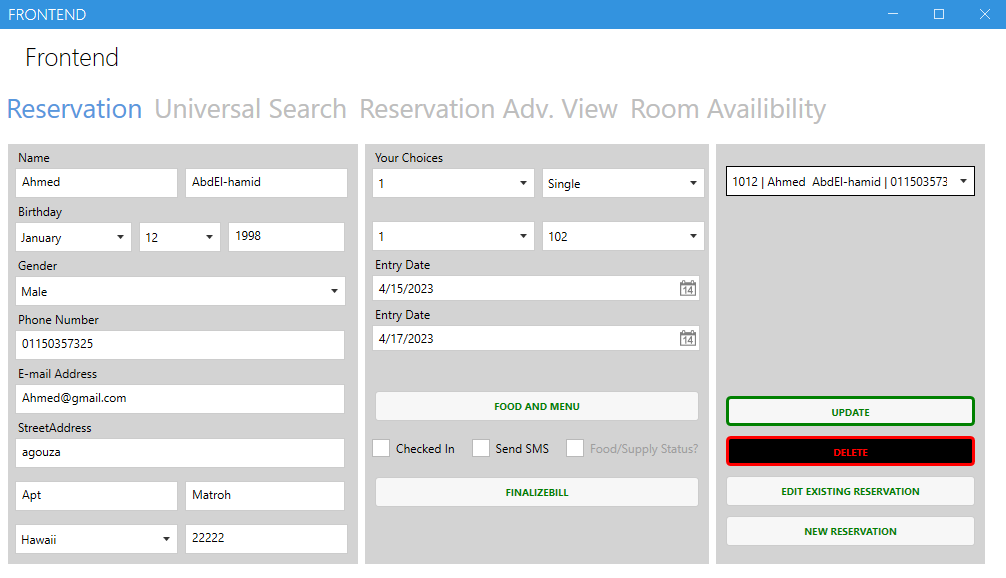 FRONTEND
Frontend
Reservation Universal Search Reservation Adv. View Room Availibility
Name
Ahmed AbdEl-hamid
Birthday
January 12 1998
Gender
Male
Phone Number
01150357325
E-mail Address
Ahmed@gmail.com
StreetAddress
agouza
Apt Matroh
Hawaii 22222
Your Choices
1 Single
1 102
Entry Date
4/15/2023 14
Entry Date
4/17/2023 14
FOOD AND MENU
Checked In Send SMS Food/Supply Status?
FINALIZEBILL
1012 | Ahmed AbdEl-hamid | 011503573
UPDATE
DELETE
EDIT EXISTING RESERVATION
NEW RESERVATION